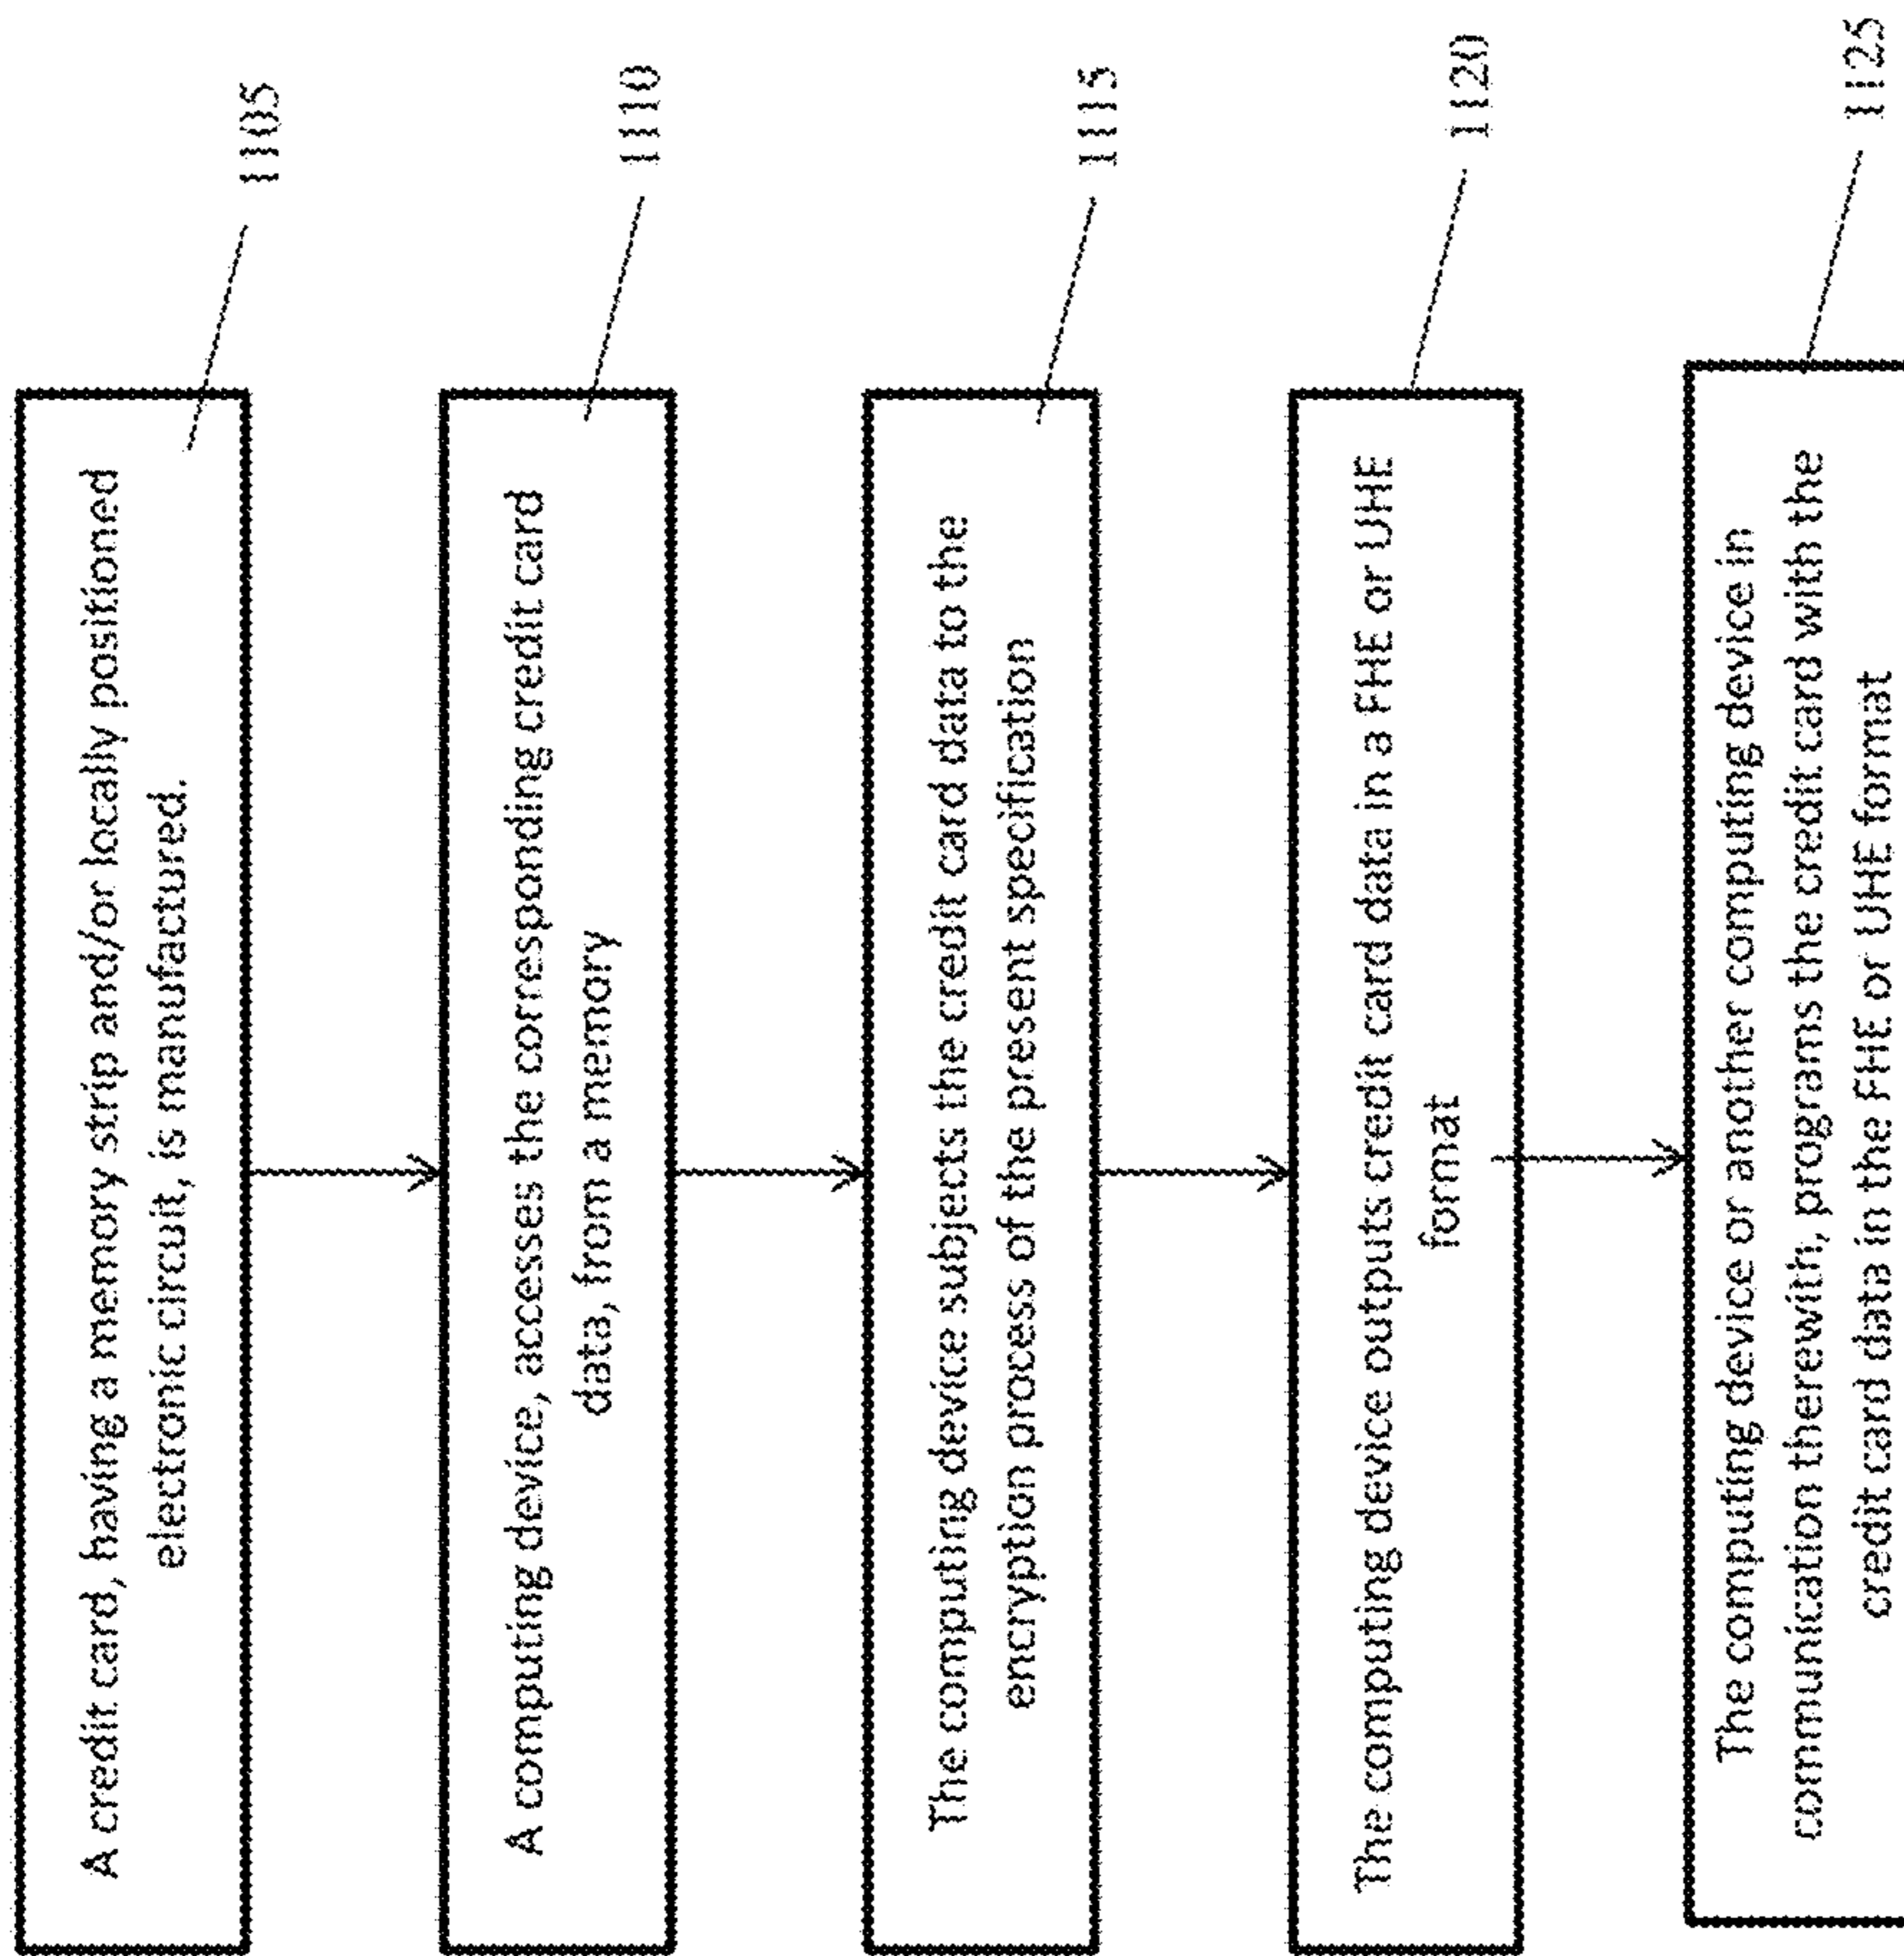 A credit card, having a memory strip and/or locally positioned
electronic circuit, is manufactured.
1105
A computing device, accesses the corresponding credit card
data, from a memory
1110
The computing device subjects the credit card data to the
encryption process of the present specification
1115
The computing device outputs credit card data in a FHE or UHE
format
1120
The computing device or another computing device in
communication therewith, programs the credit card with the
credit card data in the FHE or UHE format
1125